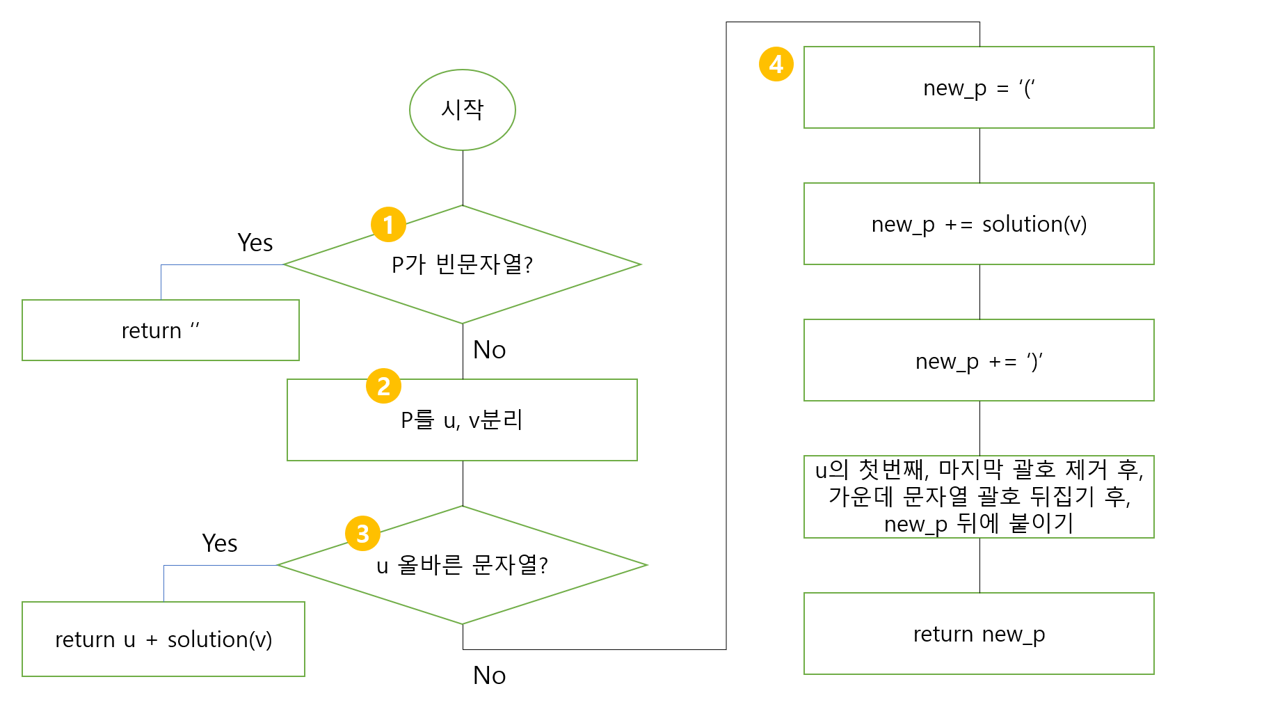 시작
1
P가 빈문자열?
Yes
return ‘’
No
2
P를 u, v분리
3
u 올바른 문자열?
Yes
return u + solution(v)
No
4
new_p = ‘(‘
new_p += solution(v)
new_p += ‘)’
u의 첫번째, 마지막 괄호 제거 후,
가운데 문자열 괄호 뒤집기 후,
new_p 뒤에 붙이기
return new_p